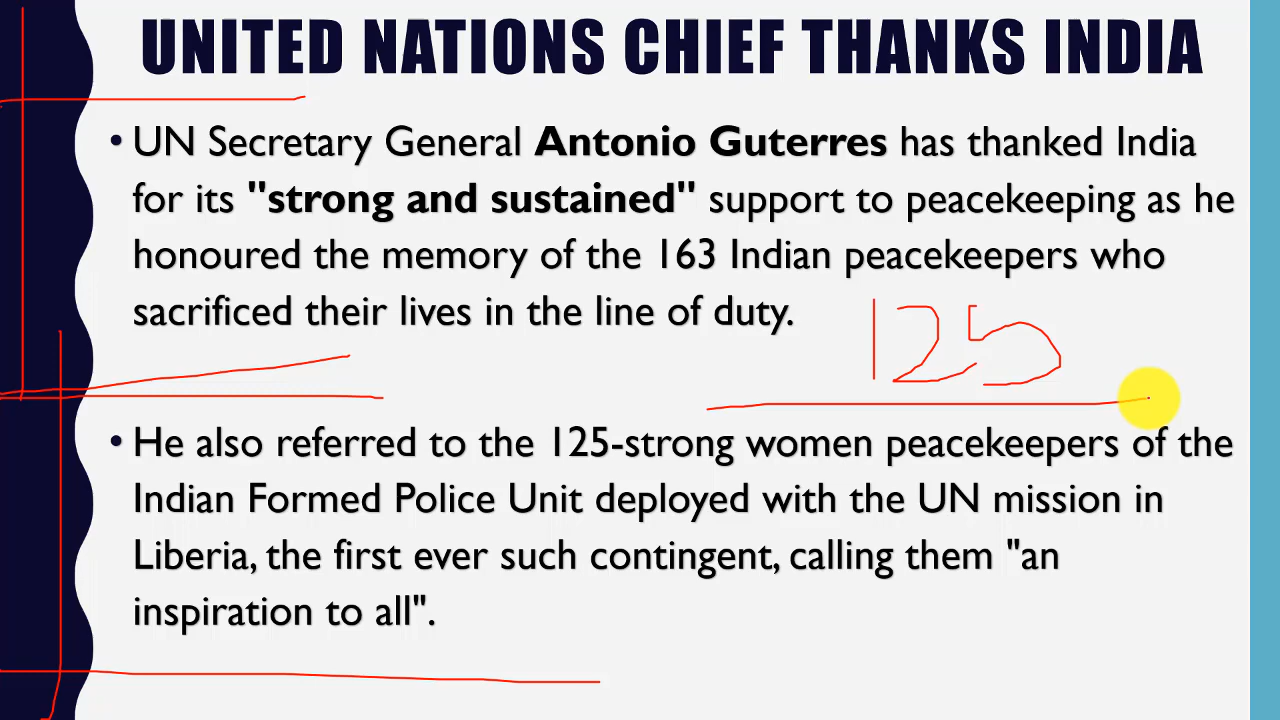 UNITED NATIONS CHIEF THANKS INDIA
• UN Secretary General Antonio Guterres has thanked India
for its "strong and sustained" support to peacekeeping as he
honoured the memory of the 163 Indian peacekeepers who
sacrificed their lives in the line of duty.
125
• He also referred to the 125-strong women peacekeepers of the
Indian Formed Police Unit deployed with the UN mission in
Liberia, the first ever such contingent, calling them "an
inspiration to all".